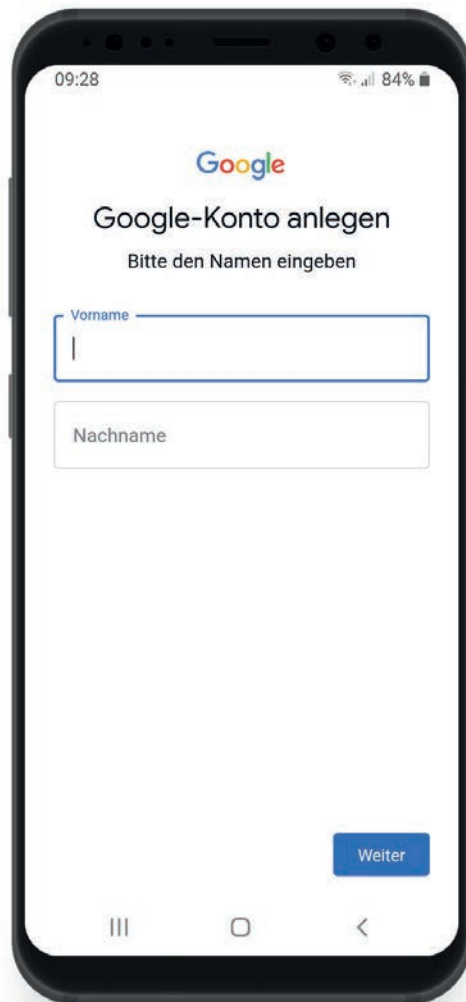 09:28 84%
Google
Google-Konto anlegen
Bitte den Namen eingeben
Vorname
Nachname
Weiter